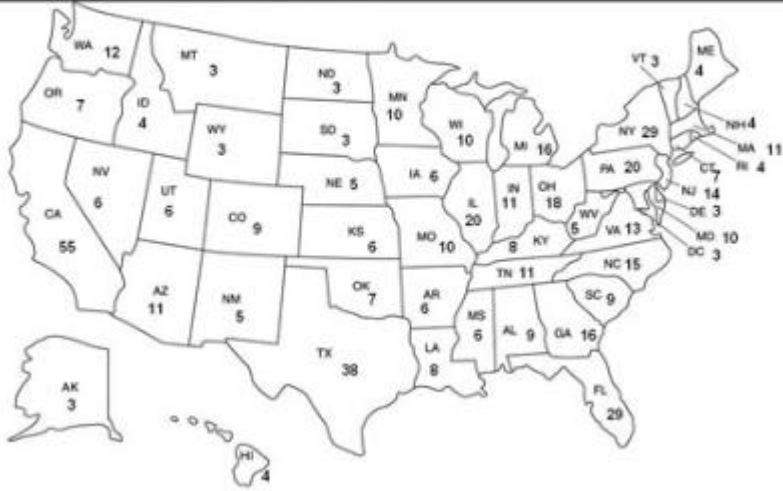 WA 12
MT 3
ND 3
MN 10
OR 7
ID 4
WY 3
SD 3
WI 10
MI 16
VT 3
ME 4
NH 4
NY 29
MA 11
RI 4
CT 7
NJ 14
DE 3
MD 10
DC 3
PA 20
NV 6
UT 6
CO 9
NE 5
IA 6
IL 20
IN 11
OH 18
WV 5
VA 13
CA 55
KS 6
MO 10
8 KY
NC 15
TN 11
SC 9
AZ 11
NM 5
OK 7
AR 6
MS 6
AL 9
GA 16
TX 38
LA 8
FL 29
AK 3
HI 4